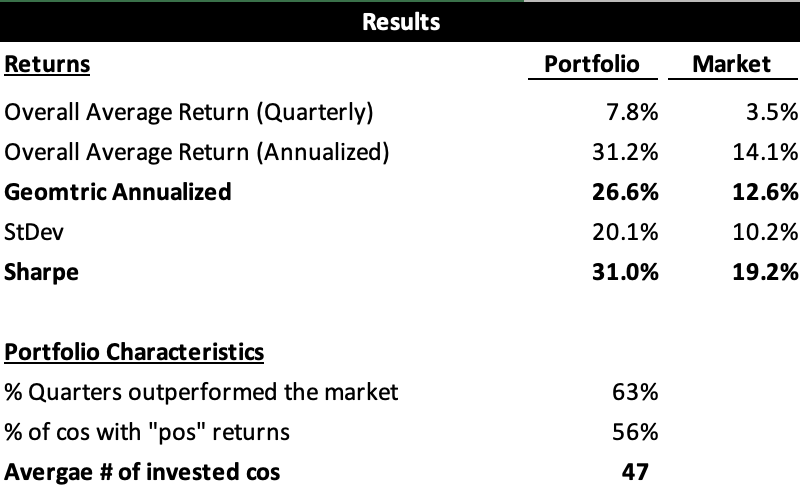 Results
Returns Portfolio Market
Overall Average Return (Quarterly) 7.8% 3.5%
Overall Average Return (Annualized) 31.2% 14.1%
Geomtric Annualized 26.6% 12.6%
StDev 20.1% 10.2%
Sharpe 31.0% 19.2%
Portfolio Characteristics
% Quarters outperformed the market 63%
% of cos with "pos" returns 56%
Avergae # of invested cos 47